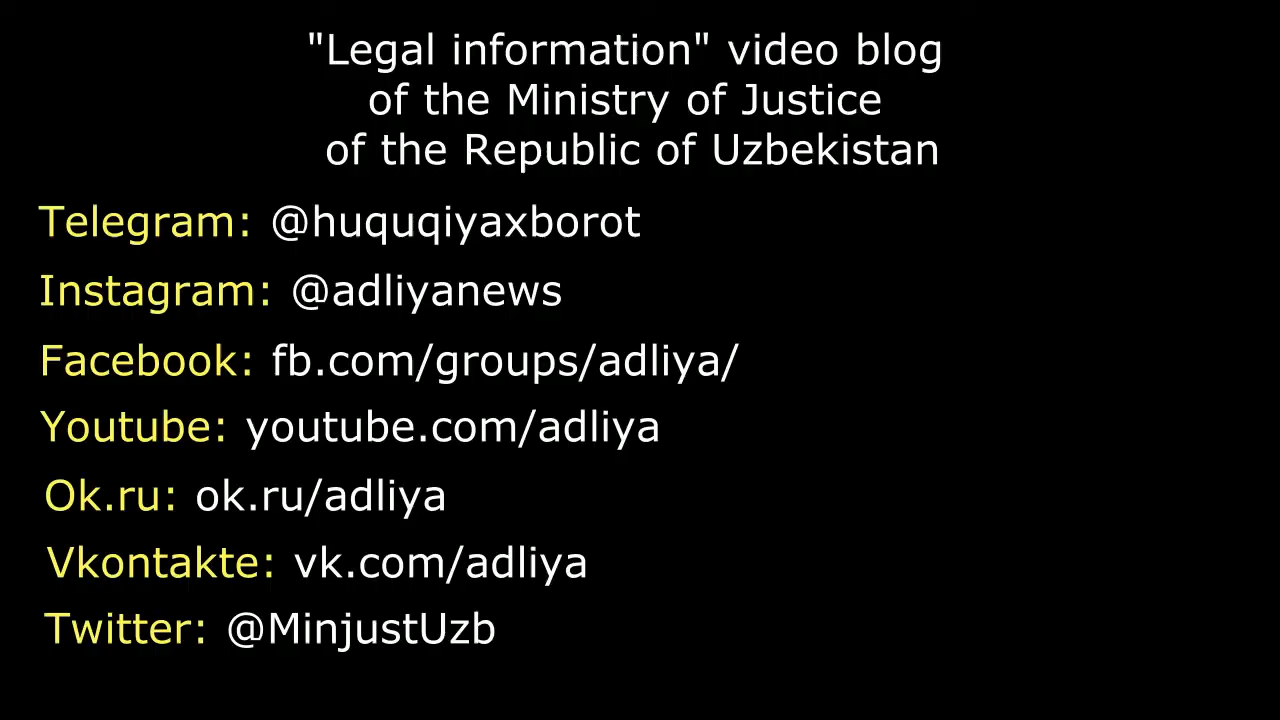 "Legal information" video blog
of the Ministry of Justice
of the Republic of Uzbekistan
Telegram: @huquqiyaxborot
Instagram: @adliyanews
Facebook: fb.com/groups/adliya/
Youtube: youtube.com/adliya
Ok.ru: ok.ru/adliya
Vkontakte: vk.com/adliya
Twitter: @MinjustUzb